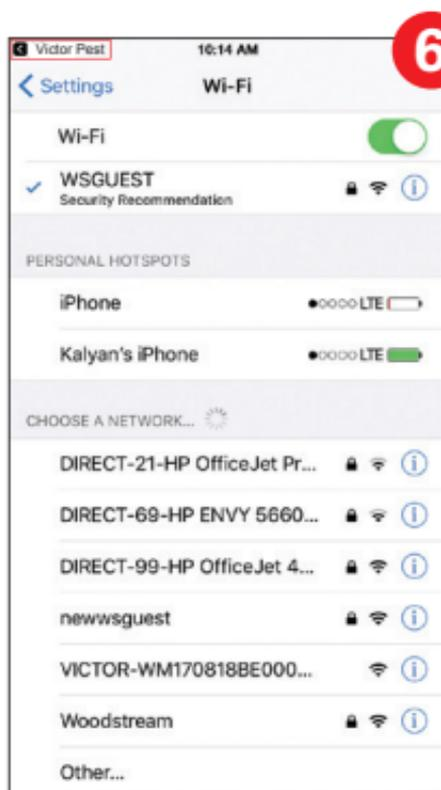 6
Victor Pest 10:14 AM
Settings Wi-Fi
Wi-Fi
WSGUEST
Security Recommendation
PERSONAL HOTSPOTS
iPhone LTE
Kalyan's iPhone LTE
CHOOSE A NETWORK...
DIRECT-21-HP OfficeJet Pr...
DIRECT-69-HP ENVY 5660...
DIRECT-99-HP OfficeJet 4...
newwsguest
VICTOR-WM170818BE000...
Woodstream
Other...